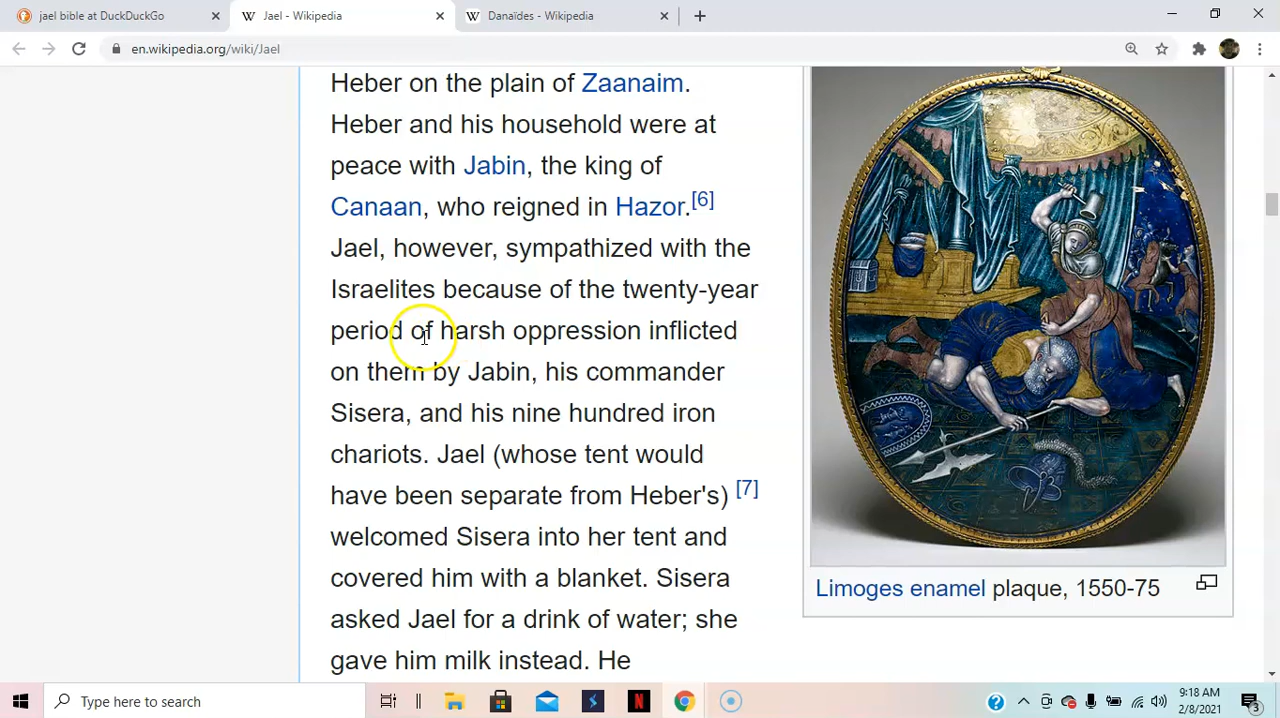 jael bible at DuckDuckGo
Jael - Wikipedia
Danaïdes - Wikipedia
en.wikipedia.org/wiki/Jael
Heber on the plain of Zaanaim.
Heber and his household were at
peace with Jabin, the king of
Canaan, who reigned in Hazor.[6]
Jael, however, sympathized with the
Israelites because of the twenty-year
period of harsh oppression inflicted
on them by Jabin, his commander
Sisera, and his nine hundred iron
chariots. Jael (whose tent would
have been separate from Heber's) [7]
welcomed Sisera into her tent and
covered him with a blanket. Sisera
asked Jael for a drink of water; she
gave him milk instead. He
Limoges enamel plaque, 1550-75
Type here to search
9:18 AM
2/8/2021
3